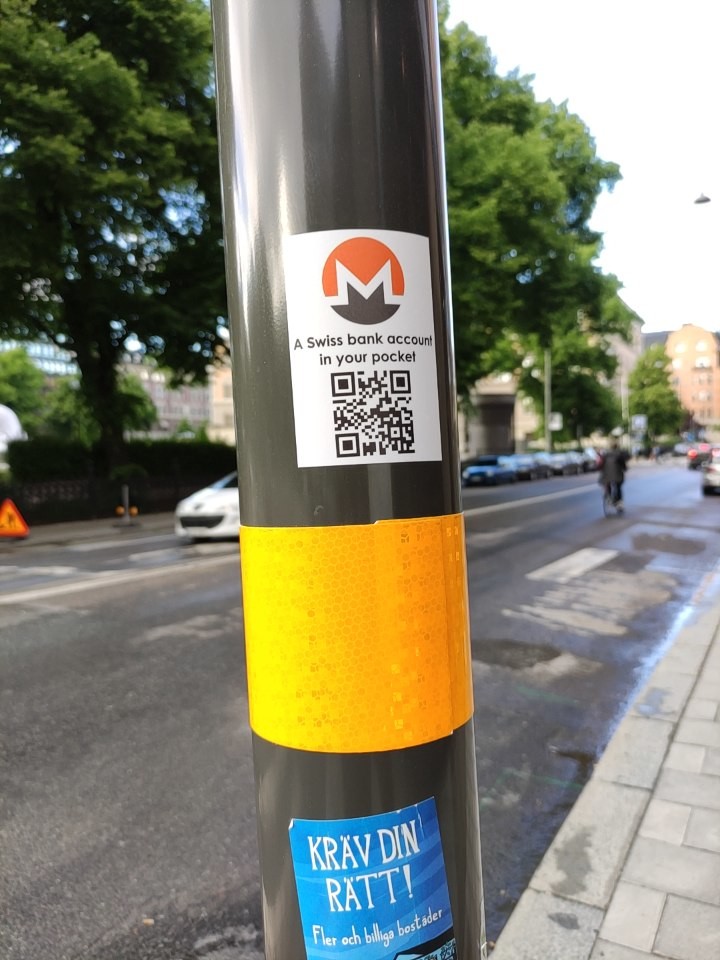 A Swiss bank account
in your pocket
KRÄV DIN
RÄTT!
Fler och billiga bostäder